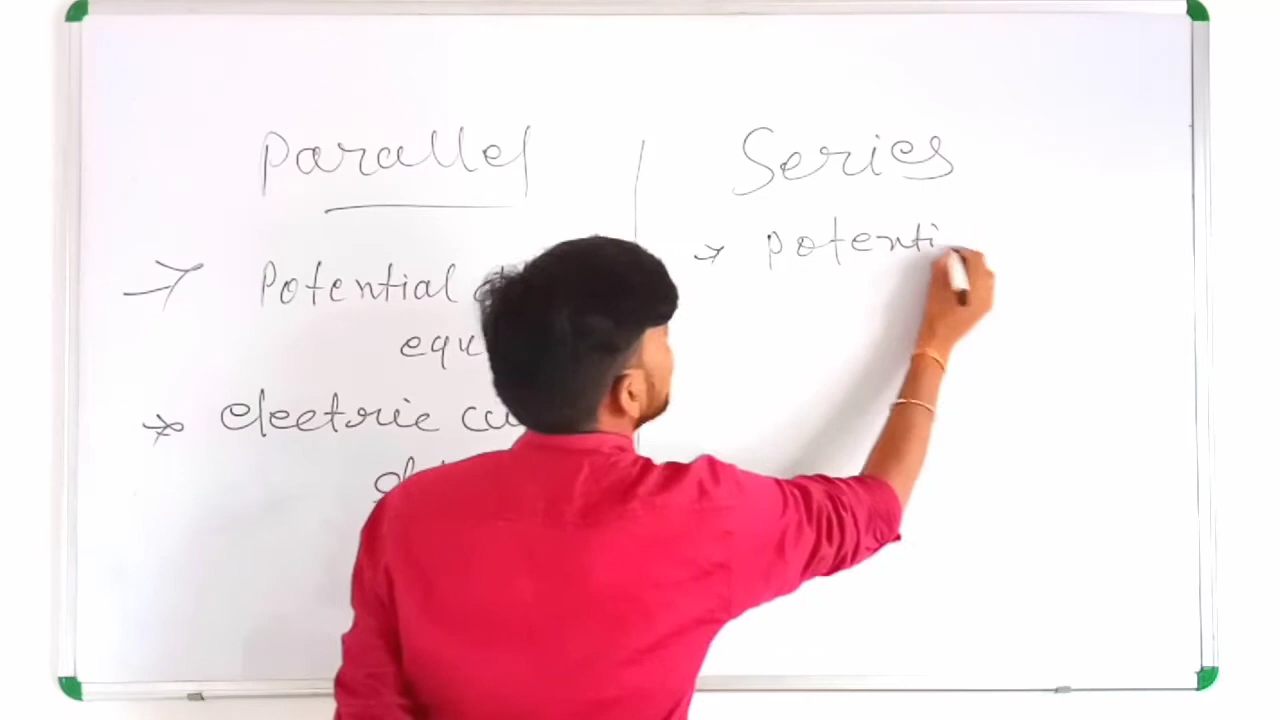 Parallel
Series
Potential
equ
electric cu
potenti